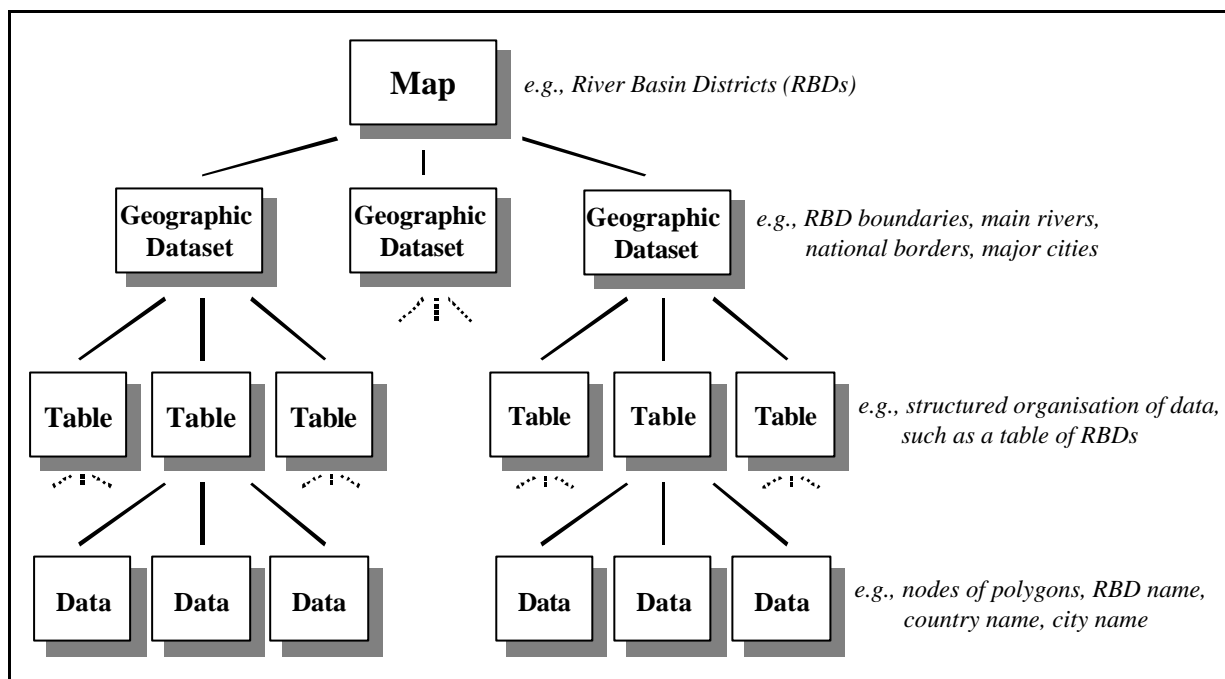 Map
e.g., River Basin Districts (RBDs)
Geographic
Dataset
Geographic
Dataset
Geographic
Dataset
e.g., RBD boundaries, main rivers,
national borders, major cities
Table
Table
Table
Table
Table
Table
e.g., structured organisation of data,
such as a table of RBDs
Data
Data
Data
Data
Data
Data
e.g., nodes of polygons, RBD name,
country name, city name